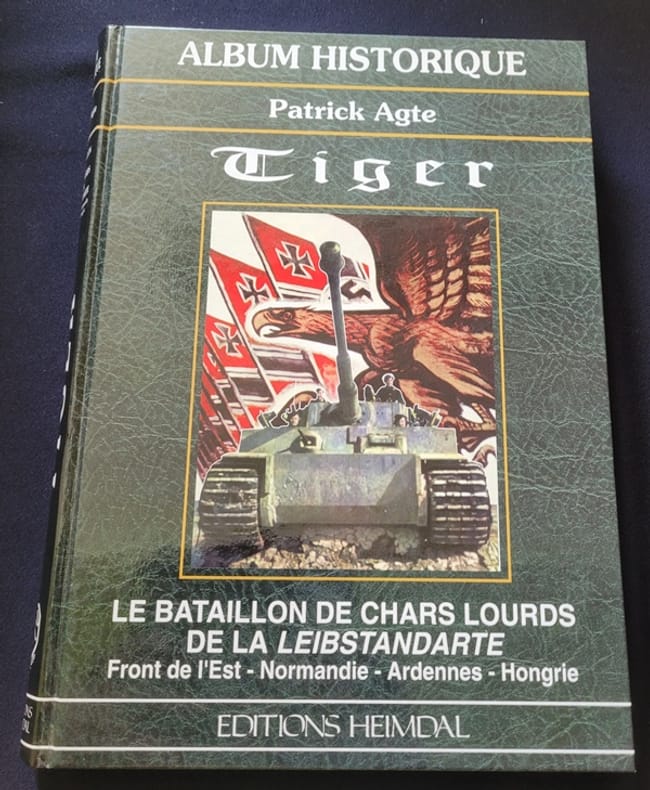 ALBUM HISTORIQUE
Patrick Agte
Tiger
LE BATAILLON DE CHARS LOURDS
DE LA LEIBSTANDARTE
Front de l'Est - Normandie - Ardennes - Hongrie
EDITIONS HEIMDAL